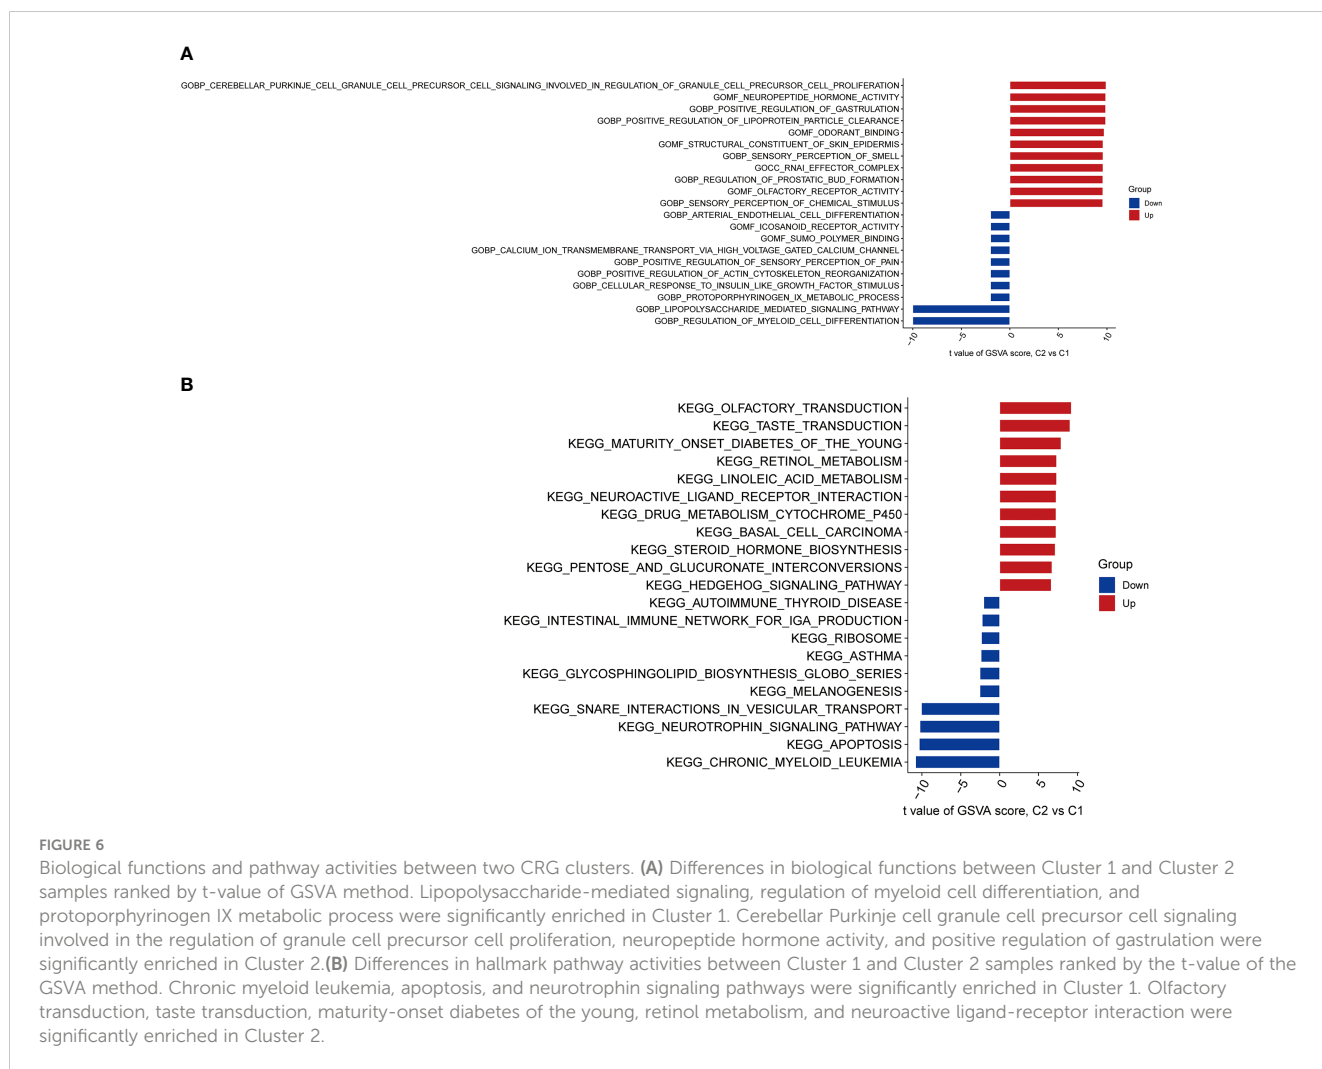 A
GOBP_CEREBELLAR_PURKINJE_CELL_GRANULE_CELL_PRECURSOR_CELL_SIGNALING_INVOLVED_IN_REGULATION_OF_GRANULE_CELL_PRECURSOR_CELL_PROLIFERATION
GOMF_NEUROPEPTIDE_HORMONE_ACTIVITY
GOBP_POSITIVE_REGULATION_OF_GASTRULATION
GOBP_POSITIVE_REGULATION_OF_LIPOPROTEIN_PARTICLE_CLEARANCE
GOMF_ODORANT_BINDING
GOMF_STRUCTURAL_CONSTITUENT_OF_SKIN_EPIDERMIS
GOBP_SENSORY_PERCEPTION_OF_SMELL
GOCC_RNAI_EFFECTOR_COMPLEX
GOBP_REGULATION_OF_PROSTATIC_BUD_FORMATION
GOMF_OLFACTORY_RECEPTOR_ACTIVITY
GOBP_SENSORY_PERCEPTION_OF_CHEMICAL_STIMULUS
GOBP_ARTERIAL_ENDOTHELIAL_CELL_DIFFERENTIATION
GOMF_ICOSANOID_RECEPTOR_ACTIVITY
GOMF_SUMO_POLYMER_BINDING
GOBP_CALCIUM_ION_TRANSMEMBRANE_TRANSPORT_VIA_HIGH_VOLTAGE_GATED_CALCIUM_CHANNEL
GOBP_POSITIVE_REGULATION_OF_SENSORY_PERCEPTION_OF_PAIN
GOBP_POSITIVE_REGULATION_OF_ACTIN_CYTOSKELETON_REORGANIZATION
GOBP_CELLULAR_RESPONSE_TO_INSULIN_LIKE_GROWTH_FACTOR_STIMULUS
GOBP_PROTOPORPHYRINOGEN_IX_METABOLIC_PROCESS
GOBP_LIPOPOLYSACCHARIDE_MEDIATED_SIGNALING_PATHWAY
GOBP_REGULATION_OF_MYELOID_CELL_DIFFERENTIATION
−10 −5 0 5 10
t value of GSVA score, C2 vs C1
Group
Down
Up
B
KEGG_OLFACTORY_TRANSDUCTION
KEGG_TASTE_TRANSDUCTION
KEGG_MATURITY_ONSET_DIABETES_OF_THE_YOUNG
KEGG_RETINOL_METABOLISM
KEGG_LINOLEIC_ACID_METABOLISM
KEGG_NEUROACTIVE_LIGAND_RECEPTOR_INTERACTION
KEGG_DRUG_METABOLISM_CYTOCHROME_P450
KEGG_BASAL_CELL_CARCINOMA
KEGG_STEROID_HORMONE_BIOSYNTHESIS
KEGG_PENTOSE_AND_GLUCURONATE_INTERCONVERSIONS
KEGG_HEDGEHOG_SIGNALING_PATHWAY
KEGG_AUTOIMMUNE_THYROID_DISEASE
KEGG_INTESTINAL_IMMUNE_NETWORK_FOR_IGA_PRODUCTION
KEGG_RIBOSOME
KEGG_ASTHMA
KEGG_GLYCOSPHINGOLIPID_BIOSYNTHESIS_GLOBO_SERIES
KEGG_MELANOGENESIS
KEGG_SNARE_INTERACTIONS_IN_VESICULAR_TRANSPORT
KEGG_NEUROTROPHIN_SIGNALING_PATHWAY
KEGG_APOPTOSIS
KEGG_CHRONIC_MYELOID_LEUKEMIA
−10 −5 0 5 10
t value of GSVA score, C2 vs C1
Group
Down
Up
FIGURE 6
Biological functions and pathway activities between two CRG clusters. (A) Differences in biological functions between Cluster 1 and Cluster 2
samples ranked by t-value of GSVA method. Lipopolysaccharide-mediated signaling, regulation of myeloid cell differentiation, and
protoporphyrinogen IX metabolic process were significantly enriched in Cluster 1. Cerebellar Purkinje cell granule cell precursor cell signaling
involved in the regulation of granule cell precursor cell proliferation, neuropeptide hormone activity, and positive regulation of gastrulation were
significantly enriched in Cluster 2.(B) Differences in hallmark pathway activities between Cluster 1 and Cluster 2 samples ranked by the t-value of the
GSVA method. Chronic myeloid leukemia, apoptosis, and neurotrophin signaling pathways were significantly enriched in Cluster 1. Olfactory
transduction, taste transduction, maturity-onset diabetes of the young, retinol metabolism, and neuroactive ligand-receptor interaction were
significantly enriched in Cluster 2.